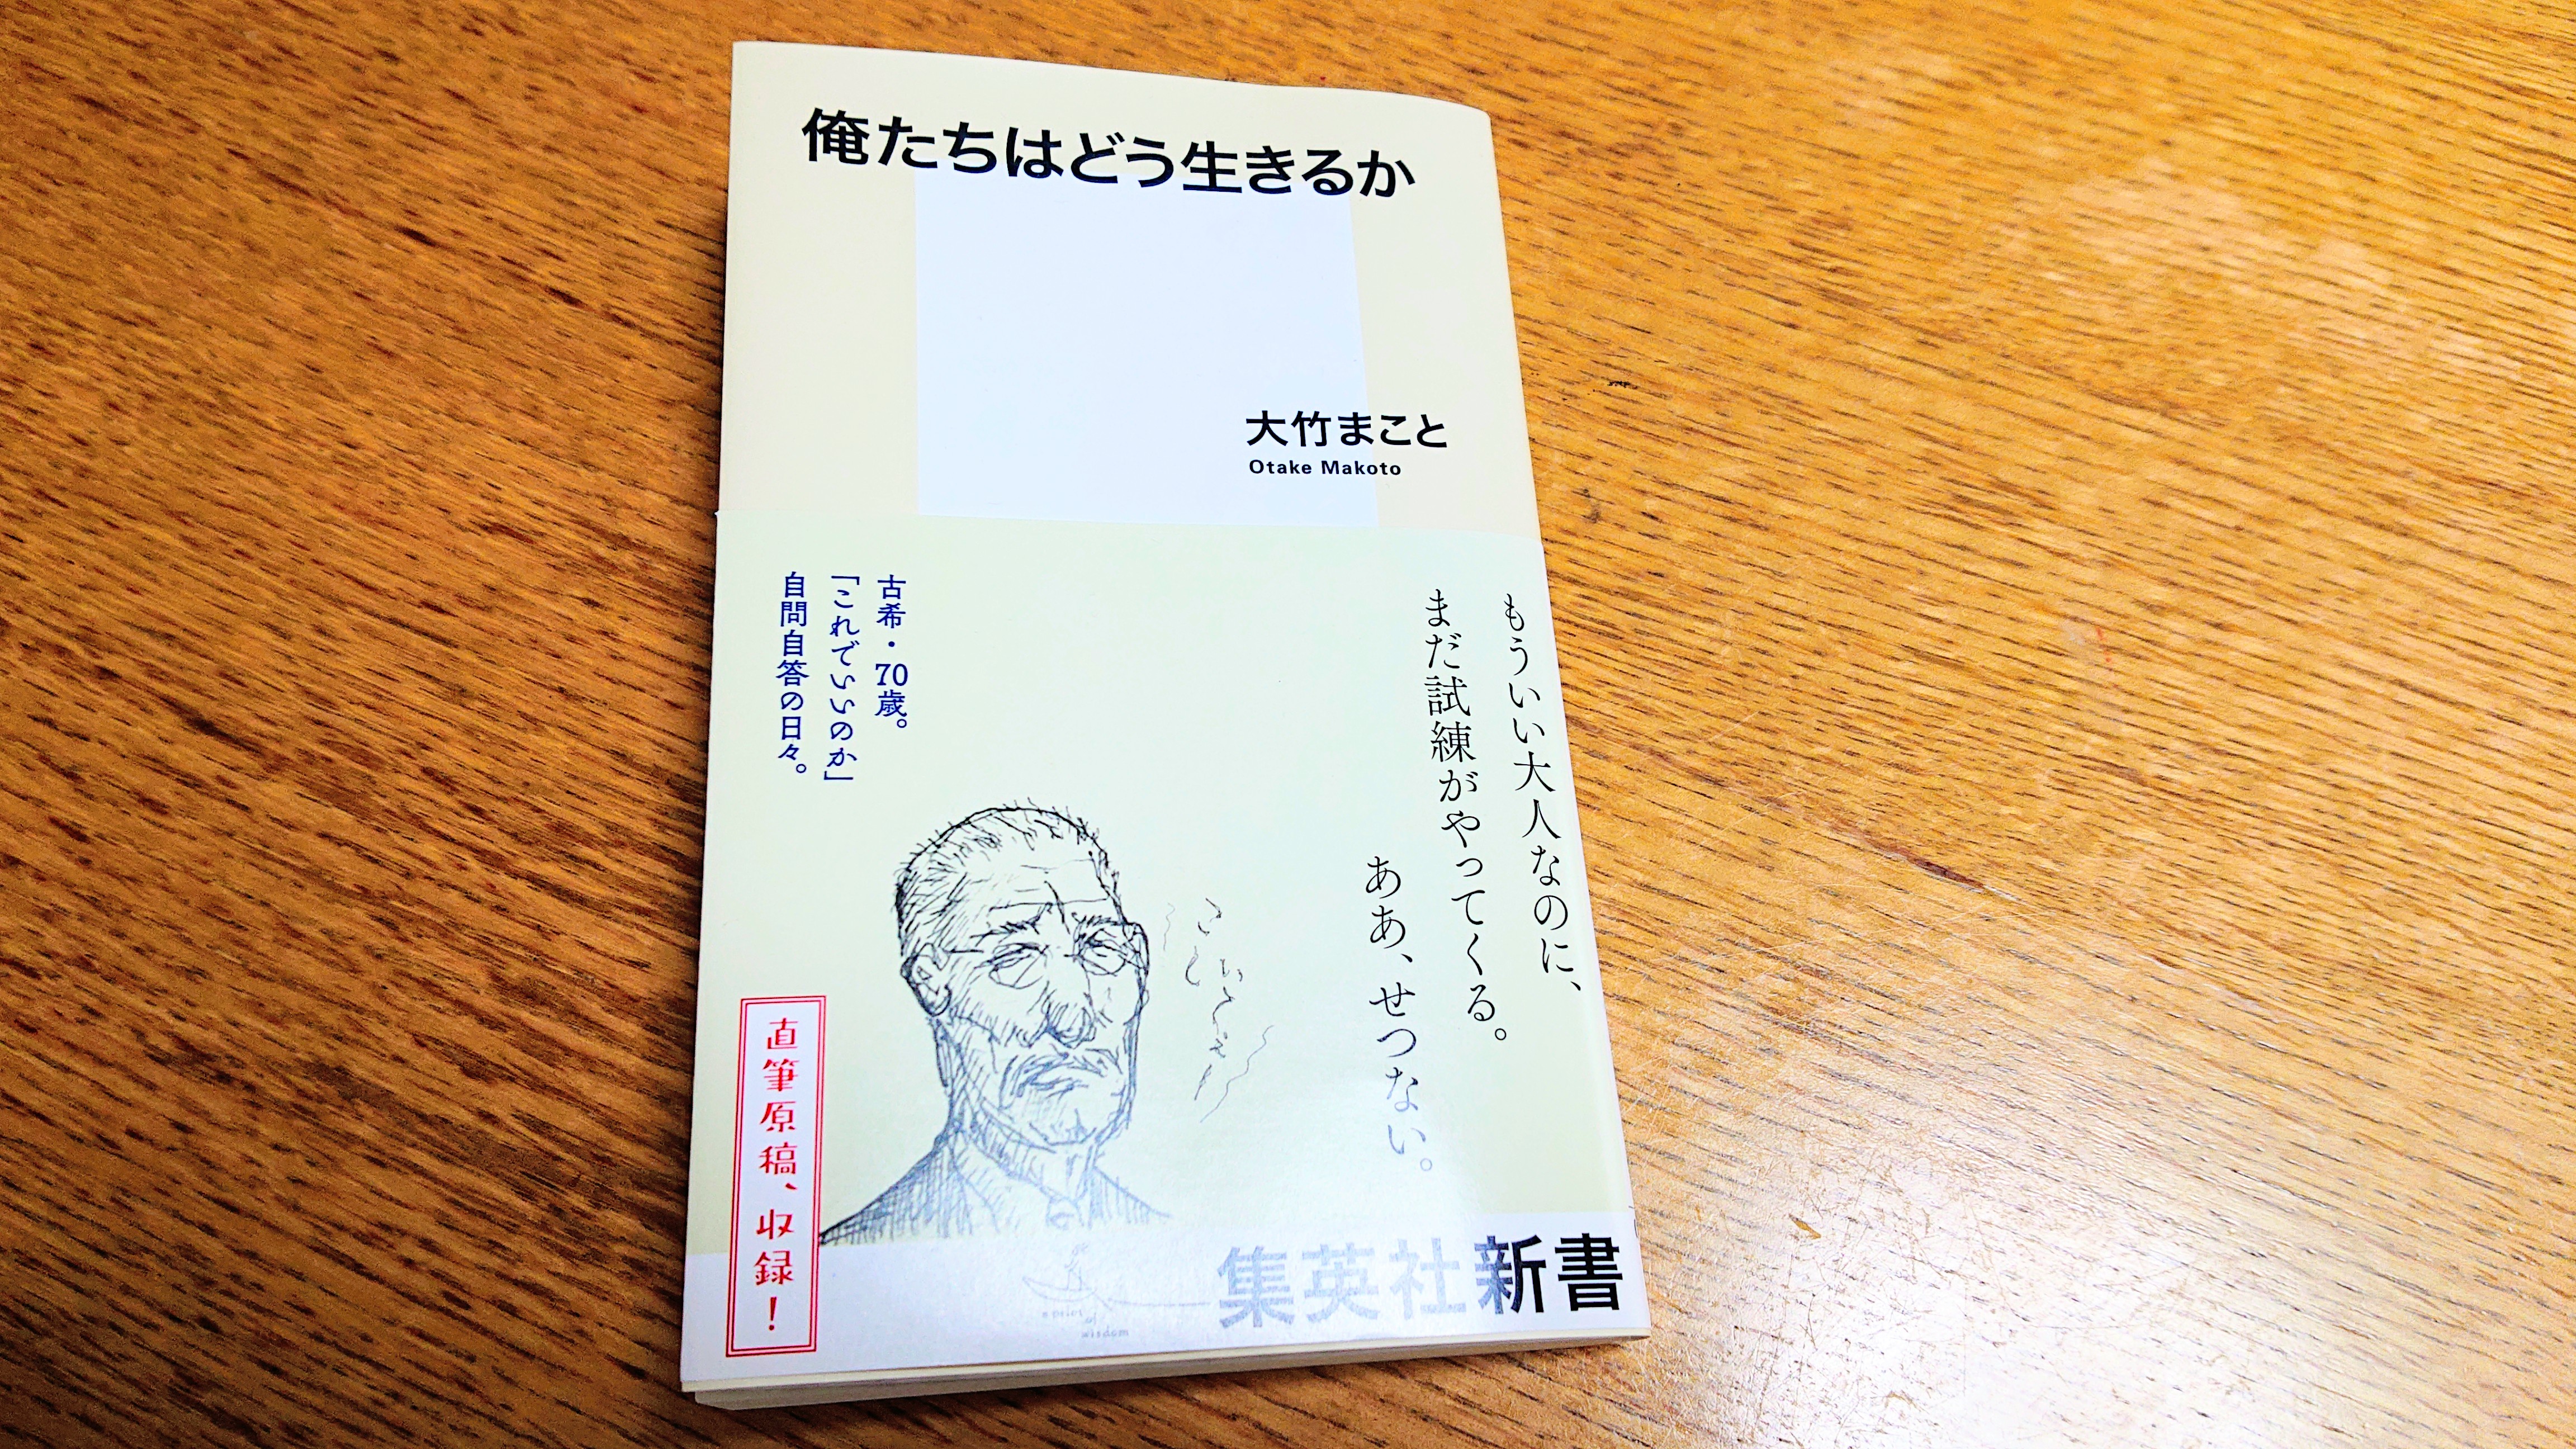 俺たちはどう生きるか
大竹まこと
Otake Makoto
もういい大人なのに、
まだ試練がやってくる。
ああ、せつない。
古希・70歳。
「これでいいのか」
自問自答の日々。
直筆原稿、収録！
集英社新書
a pilot
to
wisdom